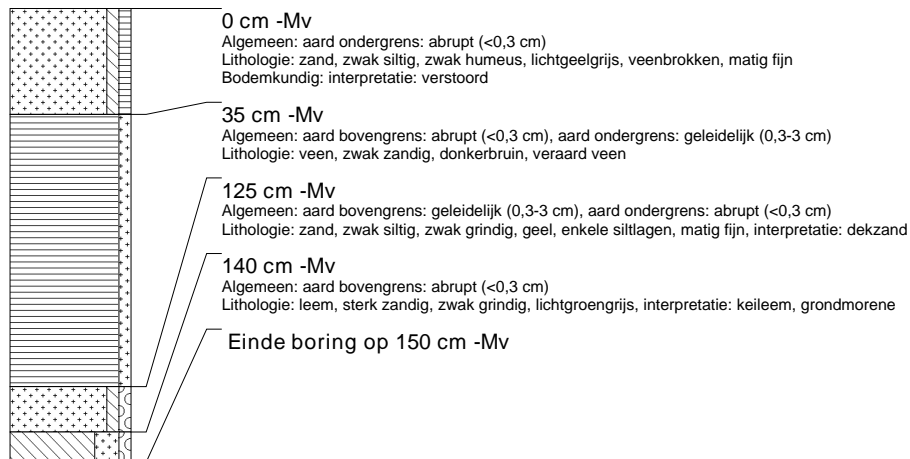 0 cm -Mv
Algemeen: aard ondergrens: abrupt (<0,3 cm)
Lithologie: zand, zwak siltig, zwak humeus, lichtgeelgrijs, veenbrokken, matig fijn
Bodemkundig: interpretatie: verstoord
35 cm -Mv
Algemeen: aard bovengrens: abrupt (<0,3 cm), aard ondergrens: geleidelijk (0,3-3 cm)
Lithologie: veen, zwak zandig, donkerbruin, veraard veen
125 cm -Mv
Algemeen: aard bovengrens: geleidelijk (0,3-3 cm), aard ondergrens: abrupt (<0,3 cm)
Lithologie: zand, zwak siltig, zwak grindig, geel, enkele siltlagen, matig fijn, interpretatie: dekzand
140 cm -Mv
Algemeen: aard bovengrens: abrupt (<0,3 cm)
Lithologie: leem, sterk zandig, zwak grindig, lichtgroengrijs, interpretatie: keileem, grondmorene
Einde boring op 150 cm -Mv